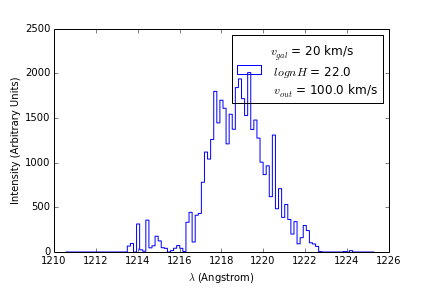 2500
2000
1500
1000
500
0
Intensity (Arbitrary Units)
v_gal = 20 km/s
lognH = 22.0
v_out = 100.0 km/s
1210 1212 1214 1216 1218 1220 1222 1224 1226
λ (Angstrom)